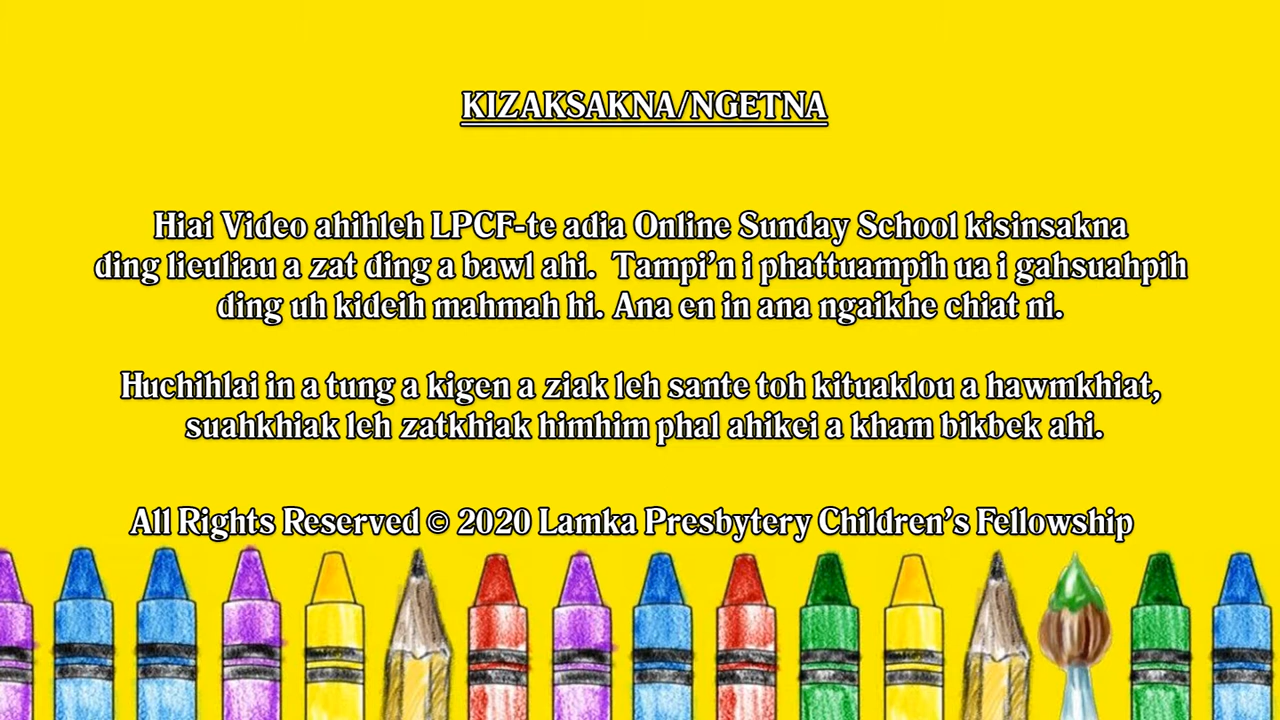 KIZAKSAKNA/NGETNA
Hiai Video ahihleh LPCF-te adia Online Sunday School kisinsakna
ding lieuliau a zat ding a bawl ahi. Tampi'n i phattuampih ua i gahsuahpih
ding uh kideih mahmah hi. Ana en in ana ngaikhe chiat ni.
Huchihlai in a tung a kigen a ziak leh sante toh kituaklou a hawmkhiat,
suahkhiak leh zatkhiak himhim phal ahikei a kham bikbek ahi.
All Rights Reserved © 2020 Lamka Presbytery Children's Fellowship